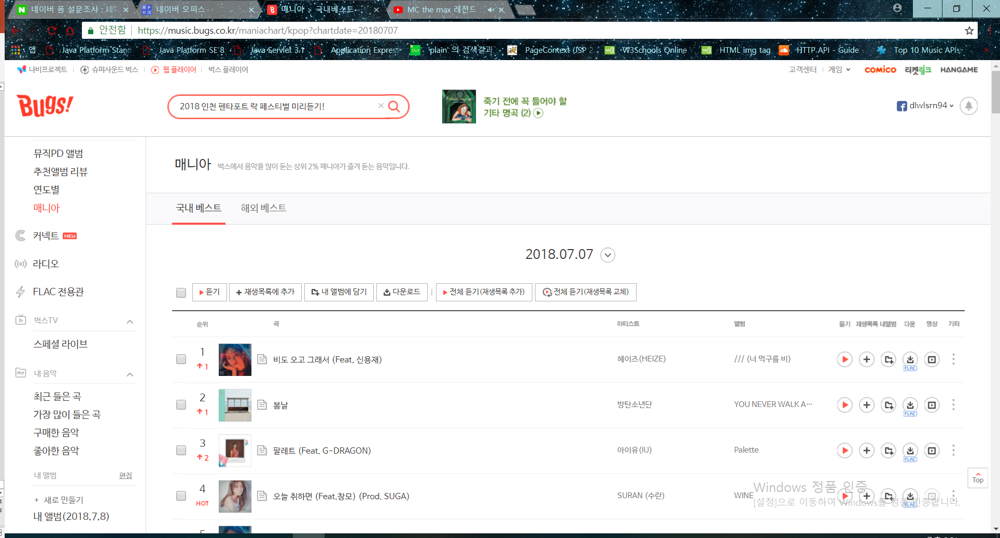 네이버 폼 설문조사 : 네
네이버 오피스
매니아 > 국내베스트 -
MC the max 레전드
안전함
https://music.bugs.co.kr/maniachart/kpop?chartdate=20180707
앱
Java Platform Stand
Java Platform SE 8
Java Servlet 3.1
Application Express
'plain' 의 검색결과
PageContext (JSP 2.
W3Schools Online
HTML img tag
HTTP API - Guide
Top 10 Music APIs
나비프로젝트
슈퍼사운드 벅스
웹 플레이어
벅스 플레이어
고객센터
게임
COMICO
티켓링크
HANGAME
Bugs!
2018 인천 펜타포트 락 페스티벌 미리듣기!
죽기 전에 꼭 들어야 할
기타 명곡 (2)
dlwlsrn94
뮤직PD 앨범
추천앨범 리뷰
연도별
매니아
커넥트 NEW
라디오
FLAC 전용관
벅스TV
스페셜 라이브
my 내 음악
최근 들은 곡
가장 많이 들은 곡
구매한 음악
좋아한 음악
내 앨범 편집
+ 새로 만들기
내 앨범(2018.7.8)
매니아 벅스에서 음악을 많이 듣는 상위 2% 매니아가 즐겨 듣는 음악입니다.
국내 베스트 해외 베스트
2018.07.07
듣기 재생목록에 추가 내 앨범에 담기 다운로드 전체 듣기(재생목록 추가) 전체 듣기(재생목록 교체)
순위 곡 아티스트 앨범 듣기 재생목록 내앨범 다운 영상 기타
1 비도 오고 그래서 (Feat. 신용재) 헤이즈(HEIZE) /// (너 먹구름 비)
1 FLAC
2 봄날 방탄소년단 YOU NEVER WALK A…
1 FLAC
3 팔레트 (Feat. G-DRAGON) 아이유(IU) Palette
2 FLAC
4 오늘 취하면 (Feat.창모) (Prod. SUGA) SURAN (수란) WINE
HOT FLAC
Top
Windows 정품 인증
[설정]으로 이동하여 Windows를 정품 인증합니다.